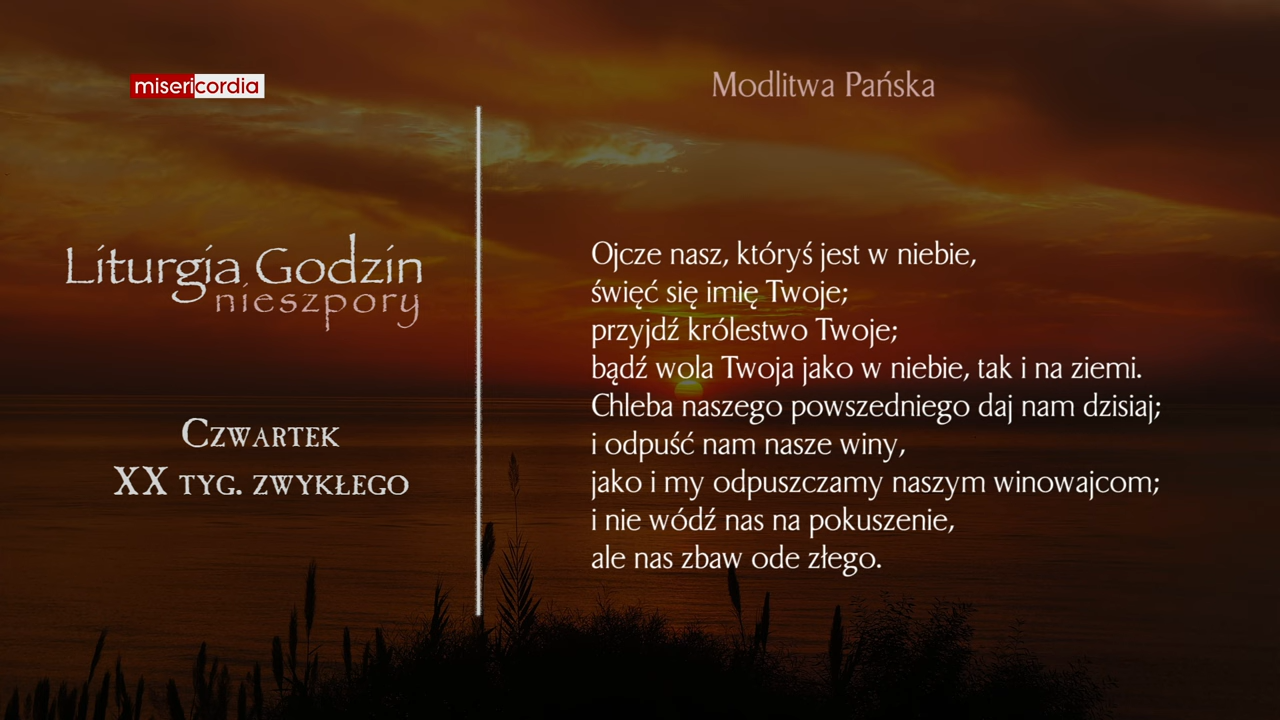 misericordia
Liturgia Godzin
nieszpory
Czwartek
XX tyg. zwykłego
Modlitwa Pańska
Ojcze nasz, któryś jest w niebie,
święć się imię Twoje;
przyjdź królestwo Twoje;
bądź wola Twoja jako w niebie, tak i na ziemi.
Chleba naszego powszedniego daj nam dzisiaj;
i odpuść nam nasze winy,
jako i my odpuszczamy naszym winowajcom;
i nie wódź nas na pokuszenie,
ale nas zbaw ode złego.